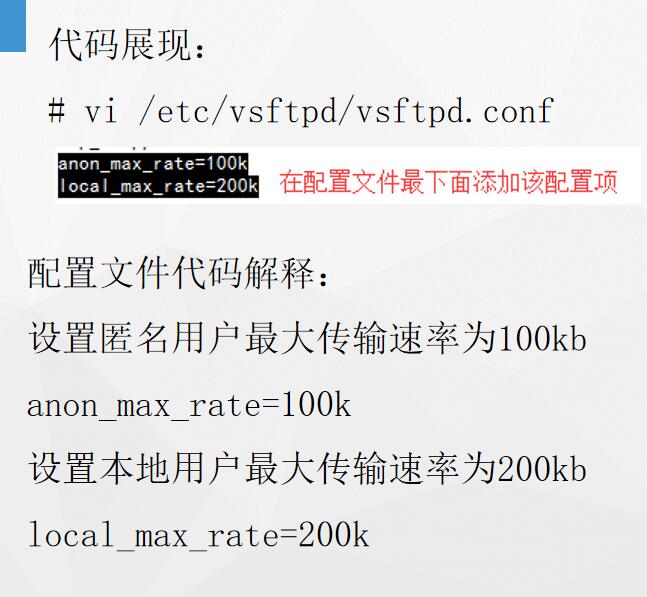 代码展现：
# vi /etc/vsftpd/vsftpd.conf
anon_max_rate=100k
local_max_rate=200k
在配置文件最下面添加该配置项
配置文件代码解释：
设置匿名用户最大传输速率为100kb
anon_max_rate=100k
设置本地用户最大传输速率为200kb
local_max_rate=200k